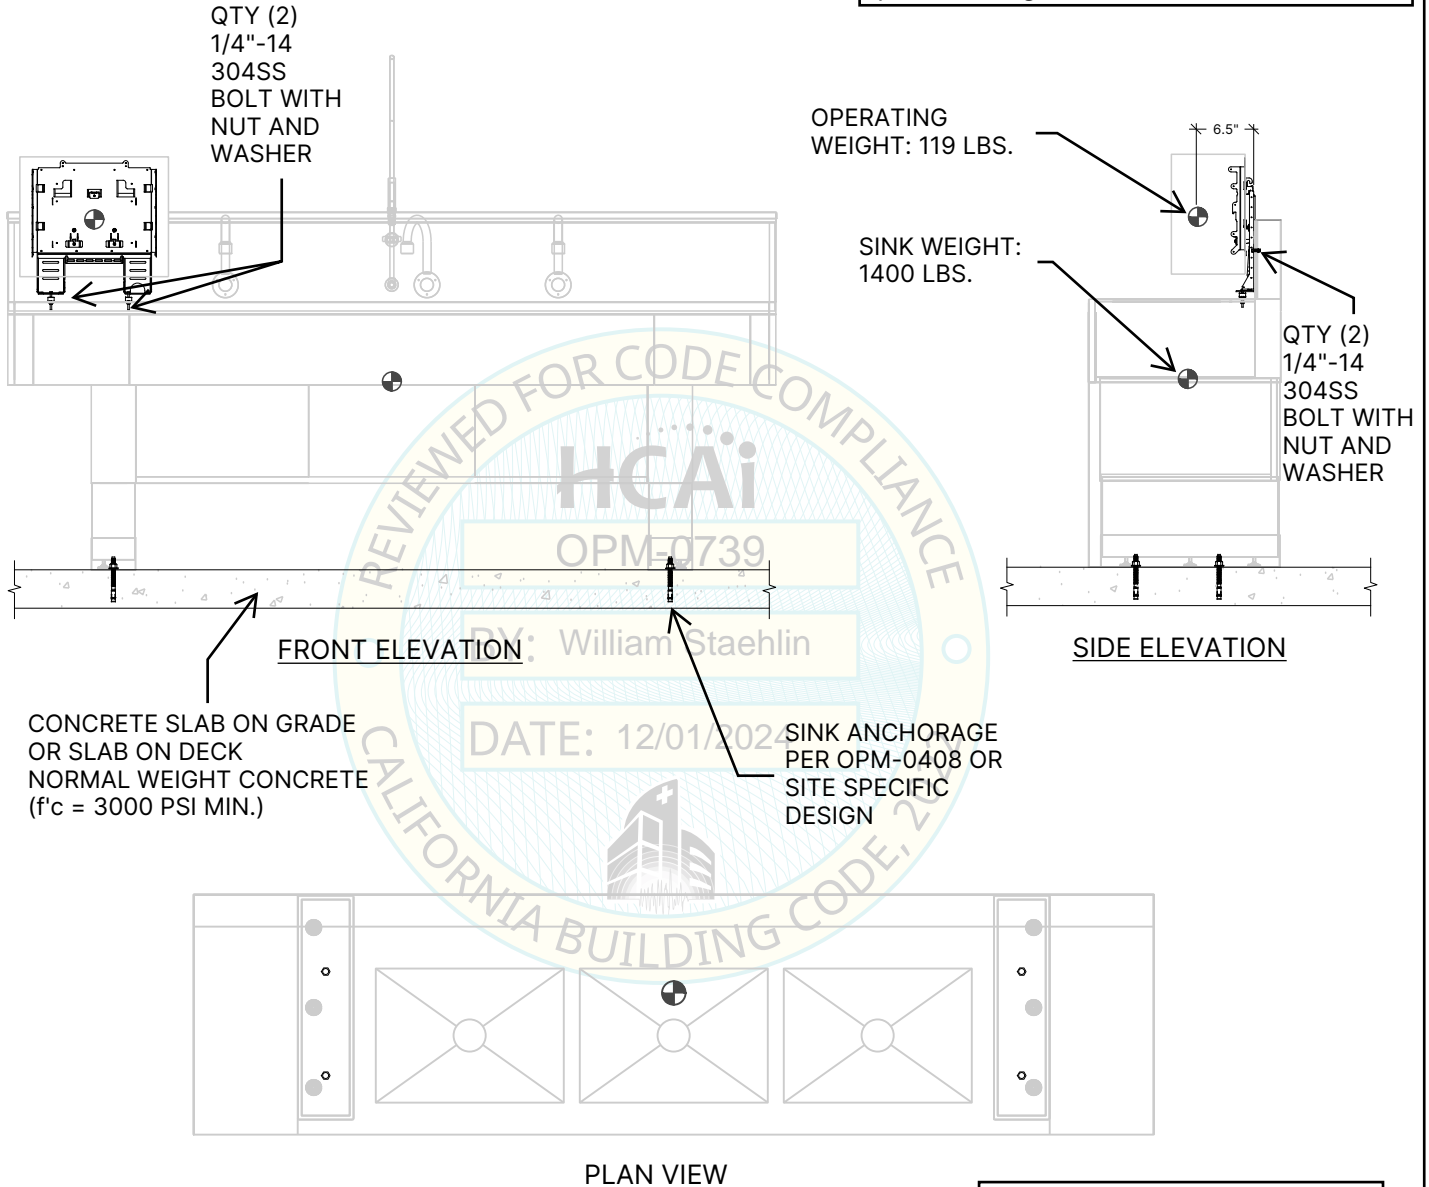 QTY (2)
1/4"-14
304SS
BOLT WITH
NUT AND
WASHER
OPERATING
WEIGHT: 119 LBS.
6.5"
SINK WEIGHT:
1400 LBS.
QTY (2)
1/4"-14
304SS
BOLT WITH
NUT AND
WASHER
REVIEWED FOR CODE COMPLIANCE
HCAi
OPM-0739
BY: William Staehlin
DATE: 12/01/2024
CALIFORNIA BUILDING CODE, 2022
FRONT ELEVATION
SIDE ELEVATION
CONCRETE SLAB ON GRADE
OR SLAB ON DECK
NORMAL WEIGHT CONCRETE
(f'c = 3000 PSI MIN.)
SINK ANCHORAGE
PER OPM-0408 OR
SITE SPECIFIC
DESIGN
PLAN VIEW